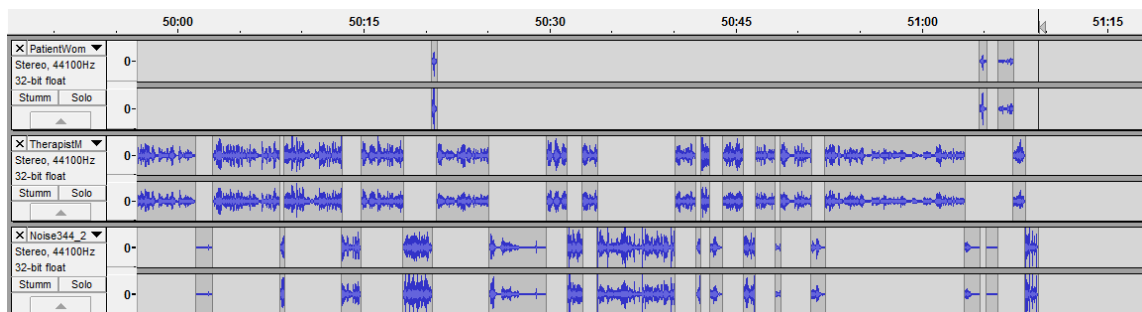 50:00 50:15 50:30 50:45 51:00 51:15
X PatientWom ▼
Stereo, 44100Hz
32-bit float
Stumm Solo
0-
0-
X TherapistM ▼
Stereo, 44100Hz
32-bit float
Stumm Solo
0-
0-
X Noise344_2 ▼
Stereo, 44100Hz
32-bit float
Stumm Solo
0-
0-